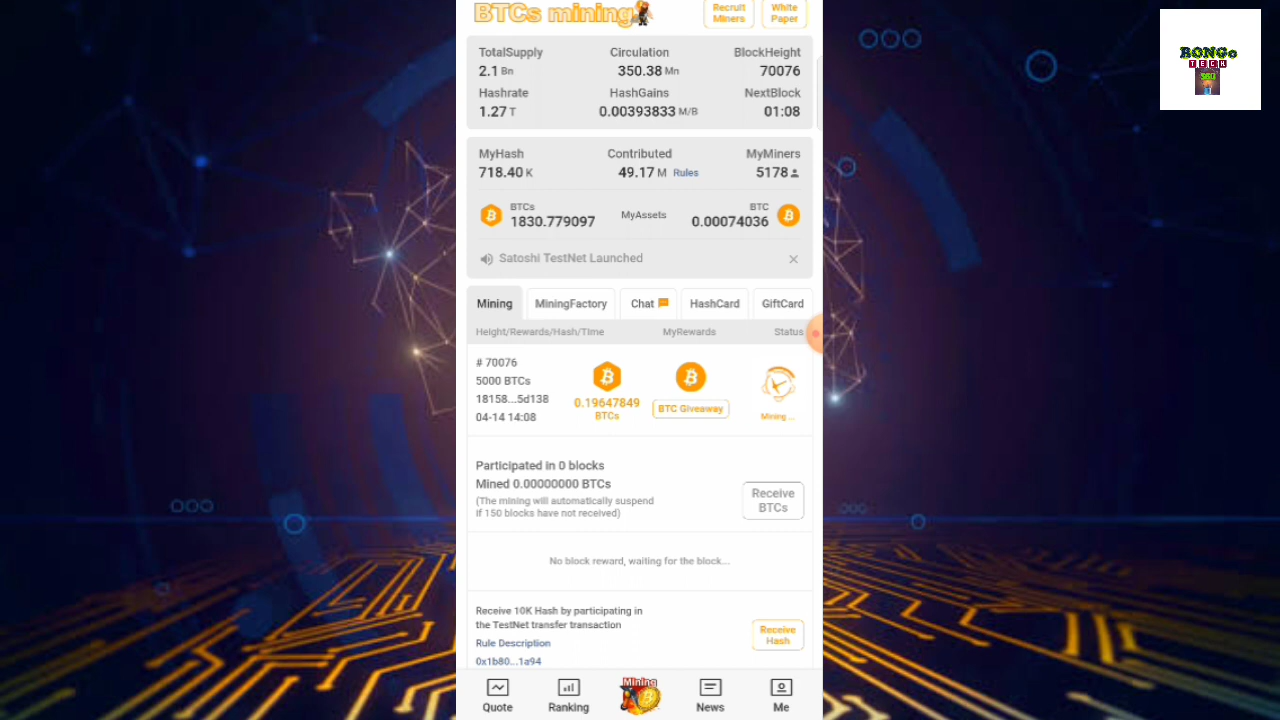 BTCs mining
Recruit
Miners
White
Paper
TotalSupply
Circulation
BlockHeight
2.1 Bn
350.38 Mn
70076
Hashrate
HashGains
NextBlock
1.27 T
0.00393833 M/B
01:08
MyHash
Contributed
MyMiners
718.40 K
49.17 M Rules
5178
BTCs
1830.779097
MyAssets
BTC
0.00074036
Satoshi TestNet Launched
Mining
MiningFactory
Chat
HashCard
GiftCard
Height/Rewards/Hash/Time
MyRewards
Status
# 70076
5000 BTCs
18158...5d138
04-14 14:08
0.19647849
BTCs
BTC Giveaway
Mining ...
Participated in 0 blocks
Mined 0.00000000 BTCs
(The mining will automatically suspend
if 150 blocks have not received)
Receive
BTCs
No block reward, waiting for the block...
Receive 10K Hash by participating in
the TestNet transfer transaction
Rule Description
0x1b80...1a94
Receive
Hash
Quote
Ranking
Mining
News
Me
BONGO
TECH
360